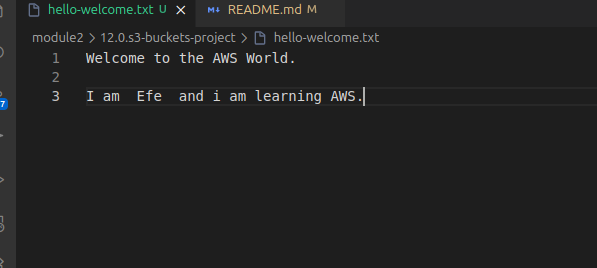 hello-welcome.txt U × README.md M
module2 > 12.0.s3-buckets-project > hello-welcome.txt
1 Welcome to the AWS World.
2
3 I am  Efe  and i am learning AWS.
7